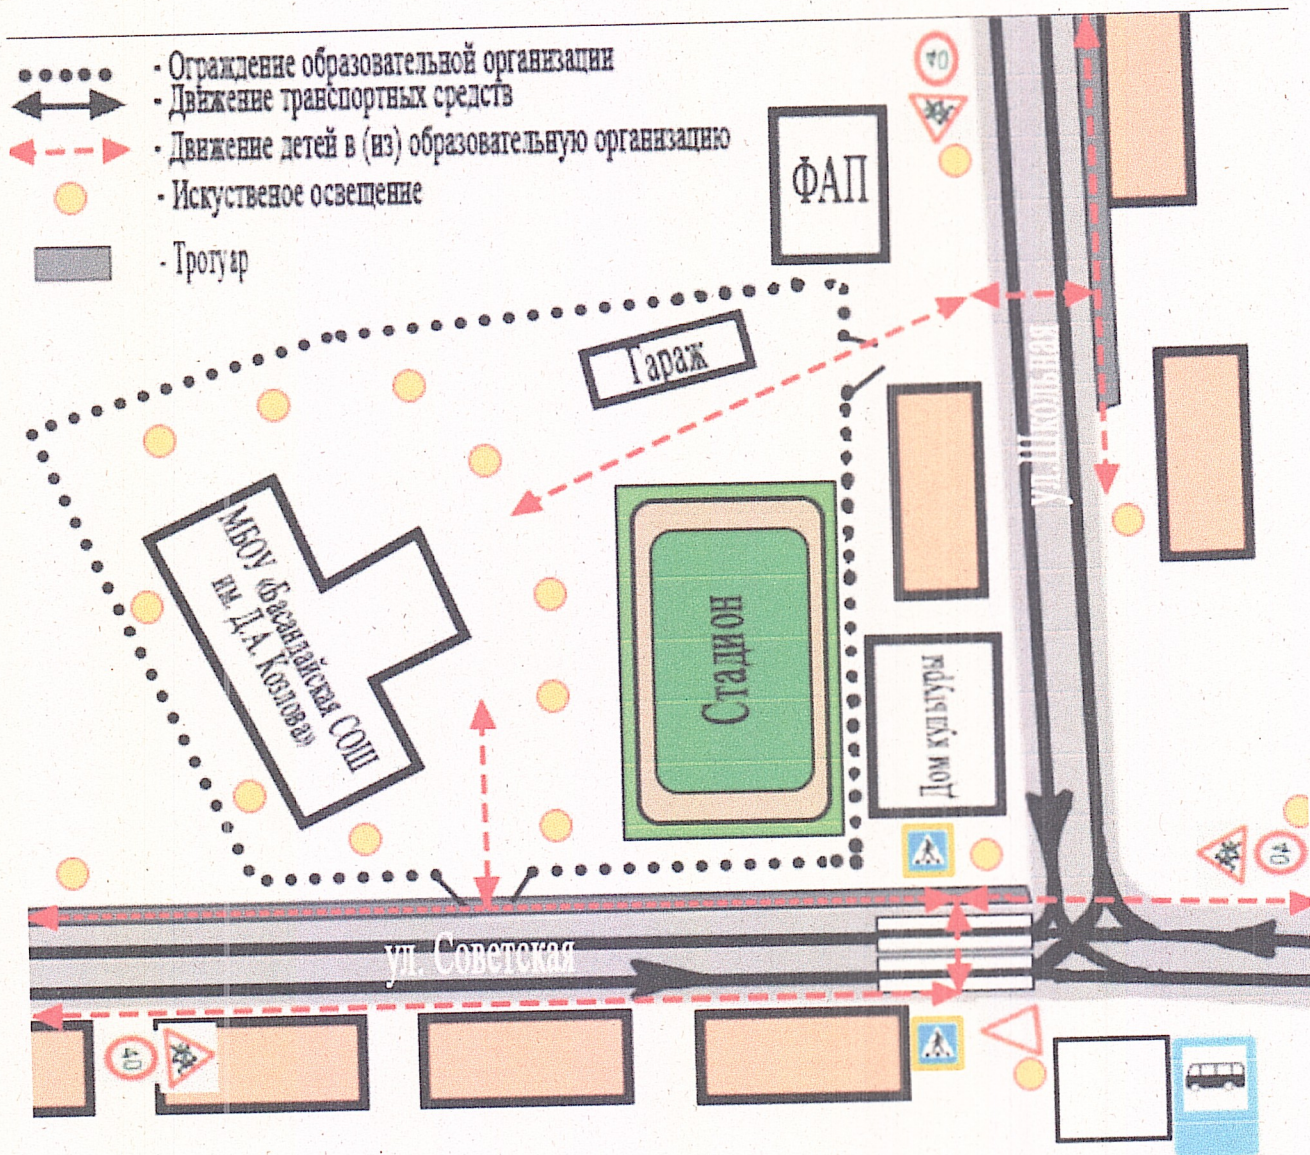 - Ограждение образовательной организации
- Движение транспортных средств
- Движение детей в (из) образовательную организацию
- Искуственое освещение
- Тротуар
40
ФАП
Гараж
ул.Школьная
МБОУ «Басандайская СОШ
им. Д.А. Козлова»
Стадион
Дом культуры
40
ул. Советская
40